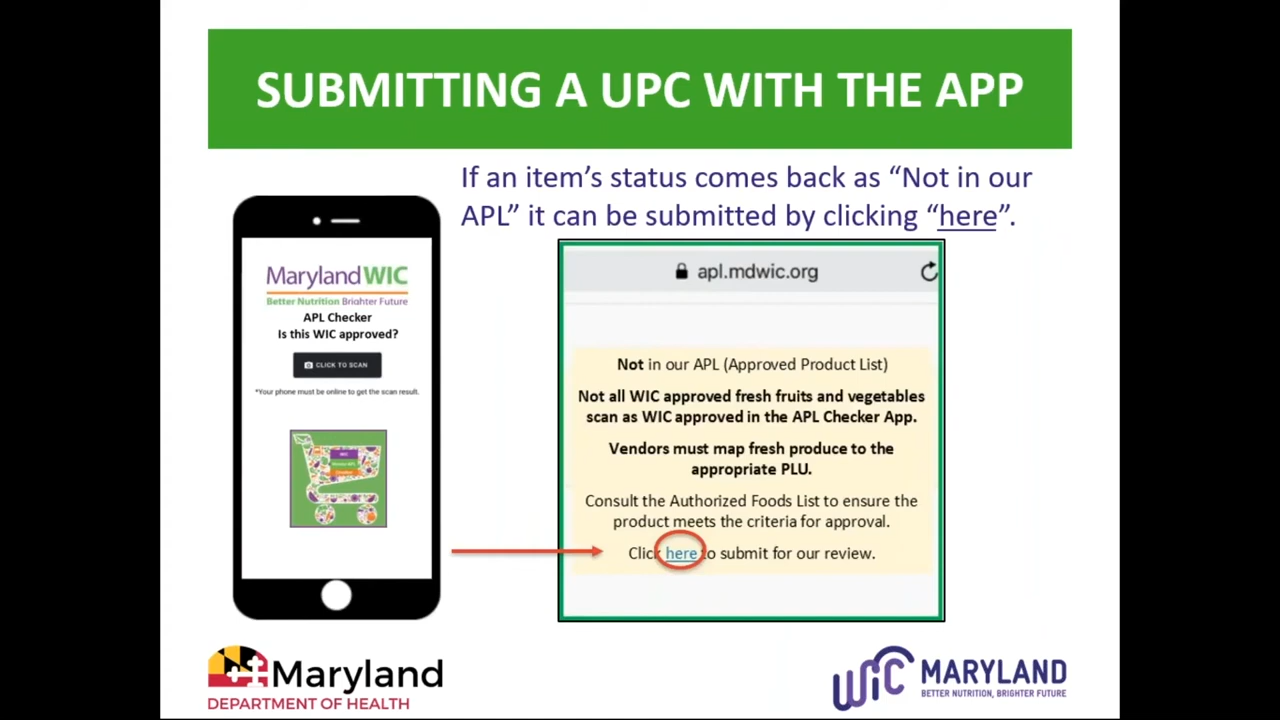 SUBMITTING A UPC WITH THE APP
If an item's status comes back as “Not in our
APL” it can be submitted by clicking “here”.
Maryland WIC
Better Nutrition Brighter Future
APL Checker
Is this WIC approved?
CLICK TO SCAN
*Your phone must be online to get the scan result.
WIC
apl.mdwic.org
Not in our APL (Approved Product List)
Not all WIC approved fresh fruits and vegetables
scan as WIC approved in the APL Checker App.
Vendors must map fresh produce to the
appropriate PLU.
Consult the Authorized Foods List to ensure the
product meets the criteria for approval.
Click here to submit for our review.
Maryland
DEPARTMENT OF HEALTH
WIC MARYLAND
BETTER NUTRITION, BRIGHTER FUTURE